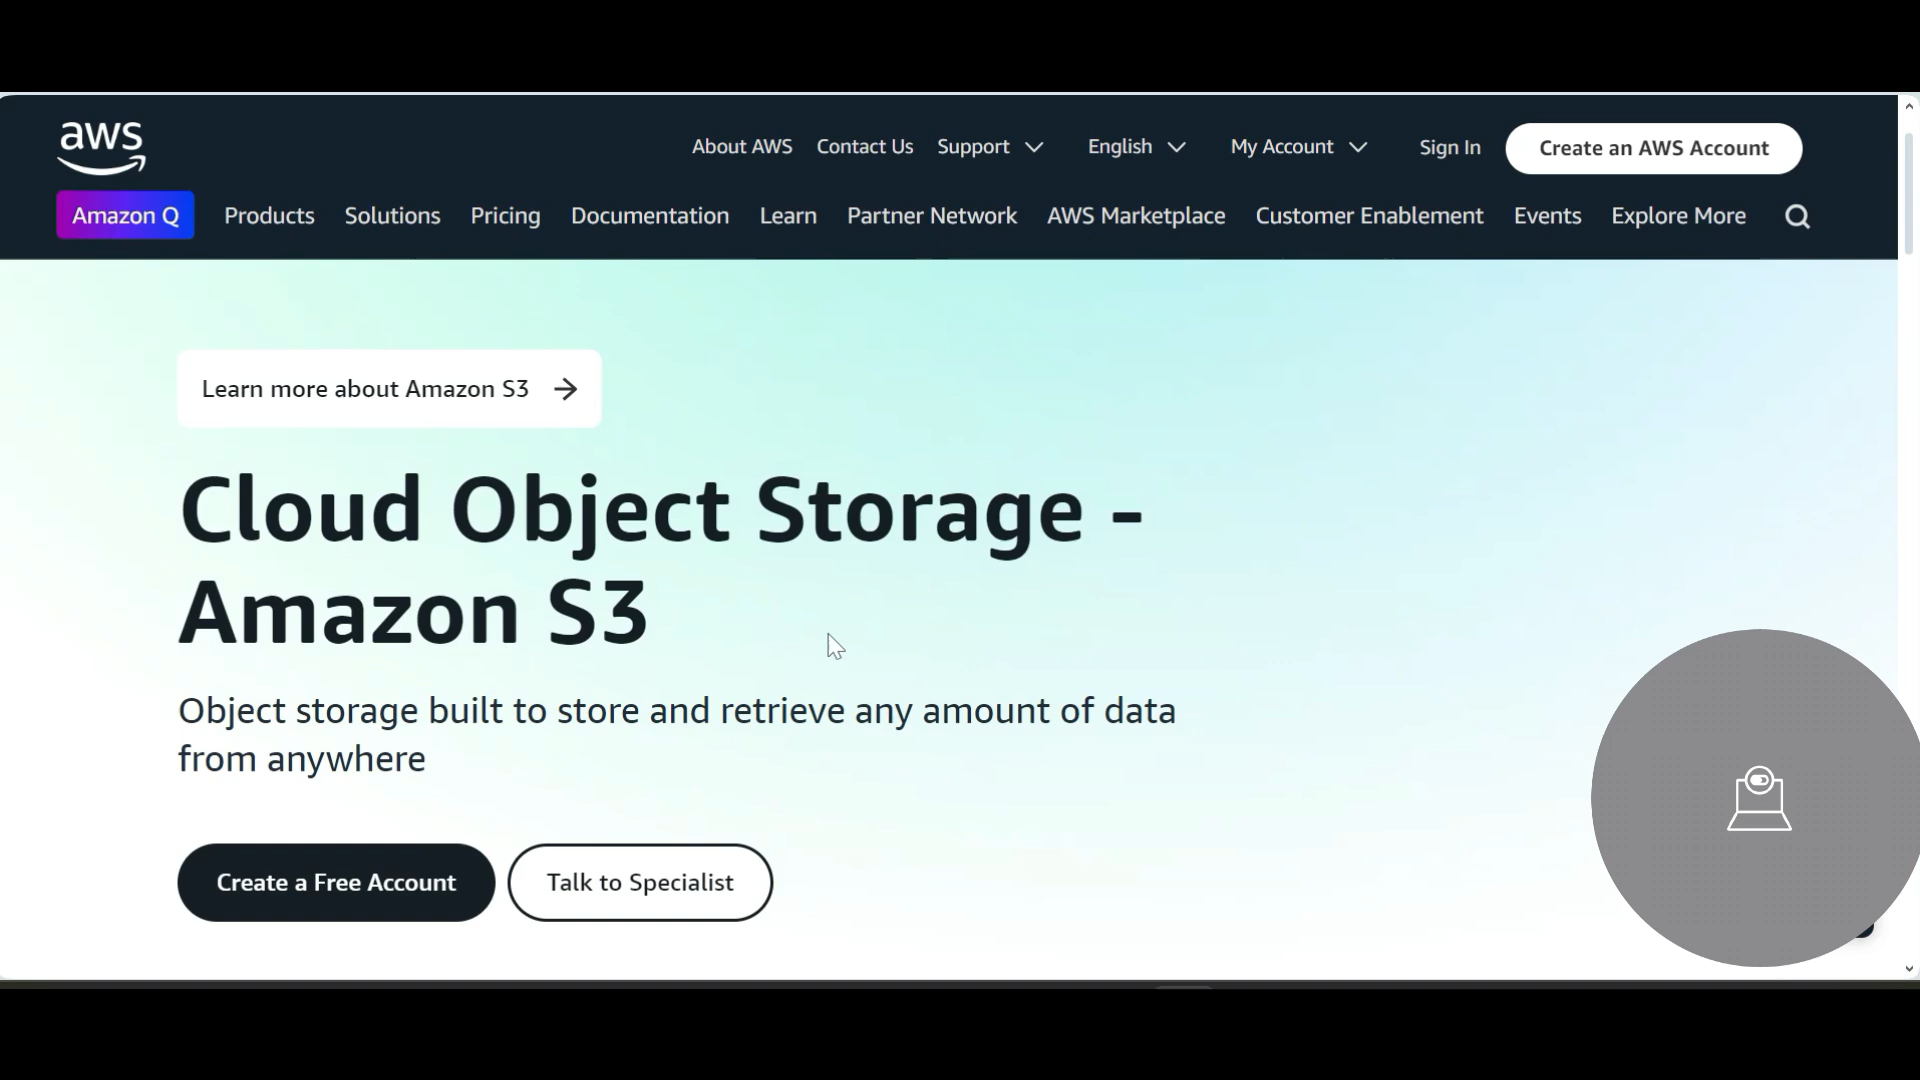 aws
About AWS Contact Us Support English My Account Sign In Create an AWS Account
Amazon Q Products Solutions Pricing Documentation Learn Partner Network AWS Marketplace Customer Enablement Events Explore More
Learn more about Amazon S3
Cloud Object Storage -
Amazon S3
Object storage built to store and retrieve any amount of data
from anywhere
Create a Free Account Talk to Specialist